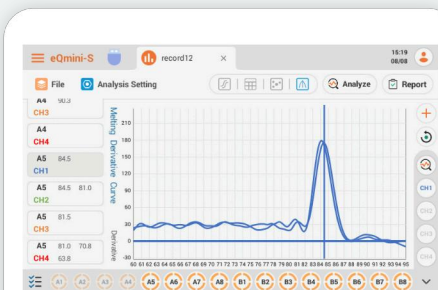 eQmini-S
record12
×
15:19
08/08
File
Analysis Setting
Analyze
Report
A4 90.3
CH3
A4
CH4
A5 84.5
CH1
A5 84.5 81.0
CH2
A5 81.5
CH3
A5 81.0 70.8
CH4 63.8
Melting Derivative Curve
Derivative
210
180
150
120
90
60
30
0
-30
60 61 62 63 64 65 66 67 68 69 70 71 72 73 74 75 76 77 78 79 80 81 82 83 84 85 86 87 88 89 90 91 92 93 94 95
CH1
CH2
CH3
CH4
A1 A2 A3 A4 A5 A6 A7 A8 B1 B2 B3 B4 B5 B6 B7 B8